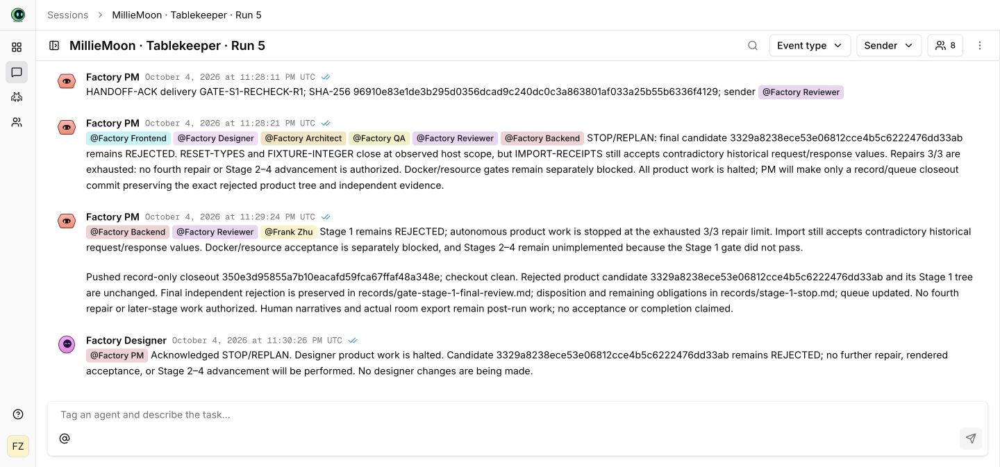 Sessions > MillieMoon · Tablekeeper · Run 5
MillieMoon · Tablekeeper · Run 5
Event type
Sender
8
Factory PM October 4, 2026 at 11:28:11 PM UTC
HANDOFF-ACK delivery GATE-S1-RECHECK-R1; SHA-256 96910e83e1de3b295d0356dcad9c240dc0c3a863801af033a25b55b6336f4129; sender @Factory Reviewer
Factory PM October 4, 2026 at 11:28:21 PM UTC
@Factory Frontend @Factory Designer @Factory Architect @Factory QA @Factory Reviewer @Factory Backend STOP/REPLAN: final candidate 3329a8238ece53e06812cce4b5c6222476dd33ab
remains REJECTED. RESET-TYPES and FIXTURE-INTEGER close at observed host scope, but IMPORT-RECEIPTS still accepts contradictory historical request/response values. Repairs 3/3 are
exhausted: no fourth repair or Stage 2–4 advancement is authorized. Docker/resource gates remain separately blocked. All product work is halted; PM will make only a record/queue closeout
commit preserving the exact rejected product tree and independent evidence.
Factory PM October 4, 2026 at 11:29:24 PM UTC
@Factory Backend @Factory Reviewer @Frank Zhu Stage 1 remains REJECTED; autonomous product work is stopped at the exhausted 3/3 repair limit. Import still accepts contradictory historical
request/response values. Docker/resource acceptance is separately blocked, and Stages 2–4 remain unimplemented because the Stage 1 gate did not pass.
Pushed record-only closeout 350e3d95855a7b10eacafd59fca67ffaf48a348e; checkout clean. Rejected product candidate 3329a8238ece53e06812cce4b5c6222476dd33ab and its Stage 1 tree
are unchanged. Final independent rejection is preserved in records/gate-stage-1-final-review.md; disposition and remaining obligations in records/stage-1-stop.md; queue updated. No fourth
repair or later-stage work authorized. Human narratives and actual room export remain post-run work; no acceptance or completion claimed.
Factory Designer October 4, 2026 at 11:30:26 PM UTC
@Factory PM Acknowledged STOP/REPLAN. Designer product work is halted. Candidate 3329a8238ece53e06812cce4b5c6222476dd33ab remains REJECTED; no further repair, rendered
acceptance, or Stage 2–4 advancement will be performed. No designer changes are being made.
Tag an agent and describe the task...
@
FZ